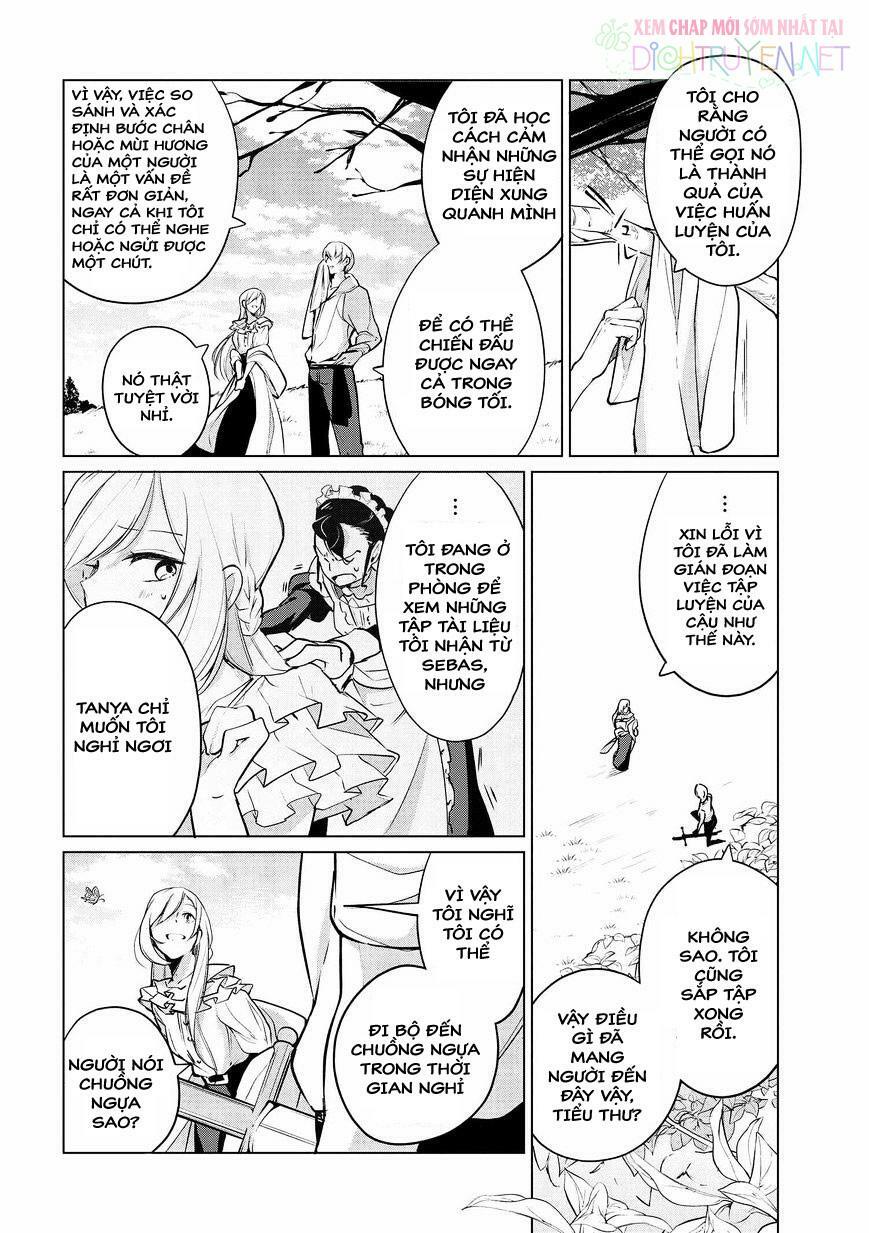 XEM CHAP MỚI SỚM NHẤT TẠI
DICHTRUYEN.NET
TÔI CHO
RẰNG
NGƯỜI CÓ
THỂ GỌI NÓ
LÀ THÀNH
QUẢ CỦA
VIỆC HUẤN
LUYỆN CỦA
TÔI.
TÔI ĐÃ HỌC
CÁCH CẢM
NHẬN NHỮNG
SỰ HIỆN
DIỆN XUNG
QUANH MÌNH
ĐỂ CÓ THỂ
CHIẾN ĐẤU
ĐƯỢC NGAY
CẢ TRONG
BÓNG TỐI.
VÌ VẬY, VIỆC SO
SÁNH VÀ XÁC
ĐỊNH BƯỚC CHÂN
HOẶC MÙI HƯƠNG
CỦA MỘT NGƯỜI
LÀ MỘT VẤN ĐỀ
RẤT ĐƠN GIẢN,
NGAY CẢ KHI TÔI
CHỈ CÓ THỂ NGHE
HOẶC NGỬI ĐƯỢC
MỘT CHÚT.
NÓ THẬT
TUYỆT VỜI
NHỈ.
...
XIN LỖI VÌ
TÔI ĐÃ LÀM
GIÁN ĐOẠN
VIỆC TẬP
LUYỆN CỦA
CẬU NHƯ
THẾ NÀY.
KHÔNG
SAO. TÔI
CŨNG
SẮP TẬP
XONG
RỒI.
VẬY ĐIỀU
GÌ ĐÃ
MANG
NGƯỜI ĐẾN
ĐÂY VẬY,
TIỂU THƯ?
...
TÔI ĐANG Ở
TRONG
PHÒNG ĐỂ
XEM NHỮNG
TẬP TÀI LIỆU
TÔI NHẬN TỪ
SEBAS,
NHƯNG
TANYA CHỈ
MUỐN TÔI
NGHỈ NGƠI
VÌ VẬY
TÔI NGHĨ
TÔI CÓ
THỂ
ĐI BỘ ĐẾN
CHUỒNG NGỰA
TRONG THỜI
GIAN NGHỈ
NGƯỜI NÓI
CHUỒNG
NGỰA
SAO?